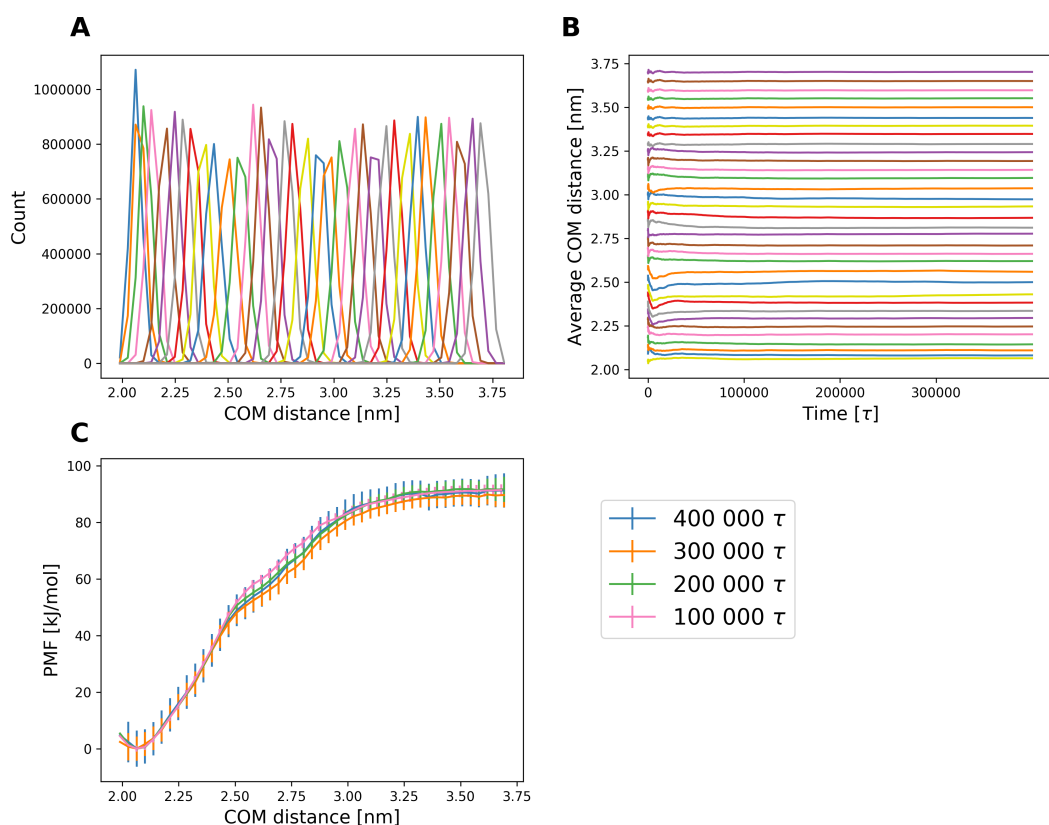 A
1000000
800000
600000
400000
200000
0
Count
2.00 2.25 2.50 2.75 3.00 3.25 3.50 3.75
COM distance [nm]
B
3.75
3.50
3.25
3.00
2.75
2.50
2.25
2.00
Average COM distance [nm]
0 100000 200000 300000
Time [τ]
C
100
80
60
40
20
0
PMF [kJ/mol]
2.00 2.25 2.50 2.75 3.00 3.25 3.50 3.75
COM distance [nm]
400 000 τ
300 000 τ
200 000 τ
100 000 τ